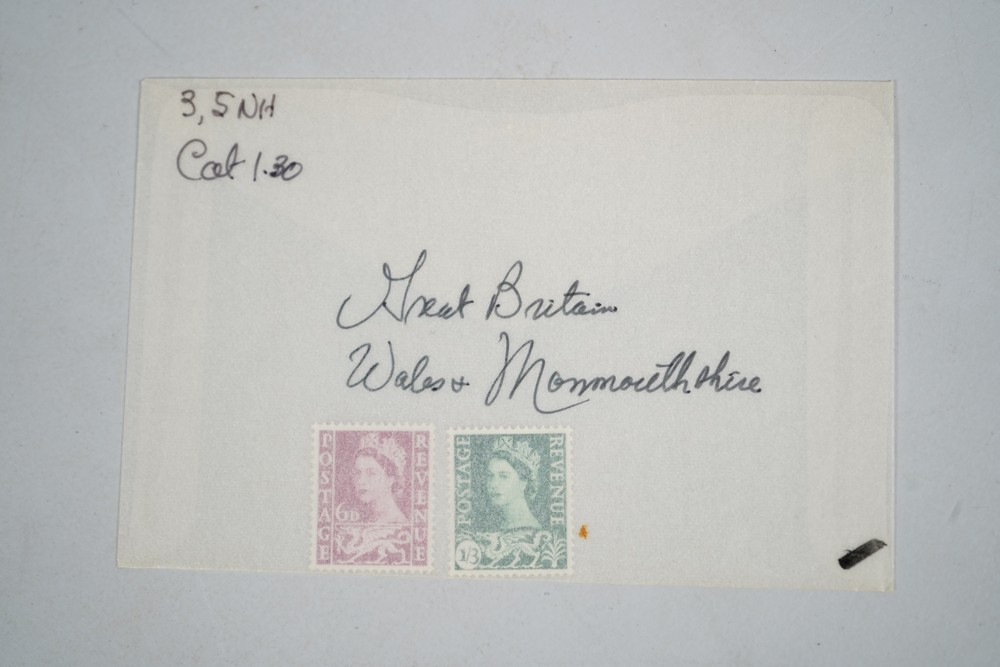 3, 5 NH
Cat 1.30
Great Britain
Wales & Monmouthshire
POSTAGE
6D
REVENUE
POSTAGE
1/3
REVENUE